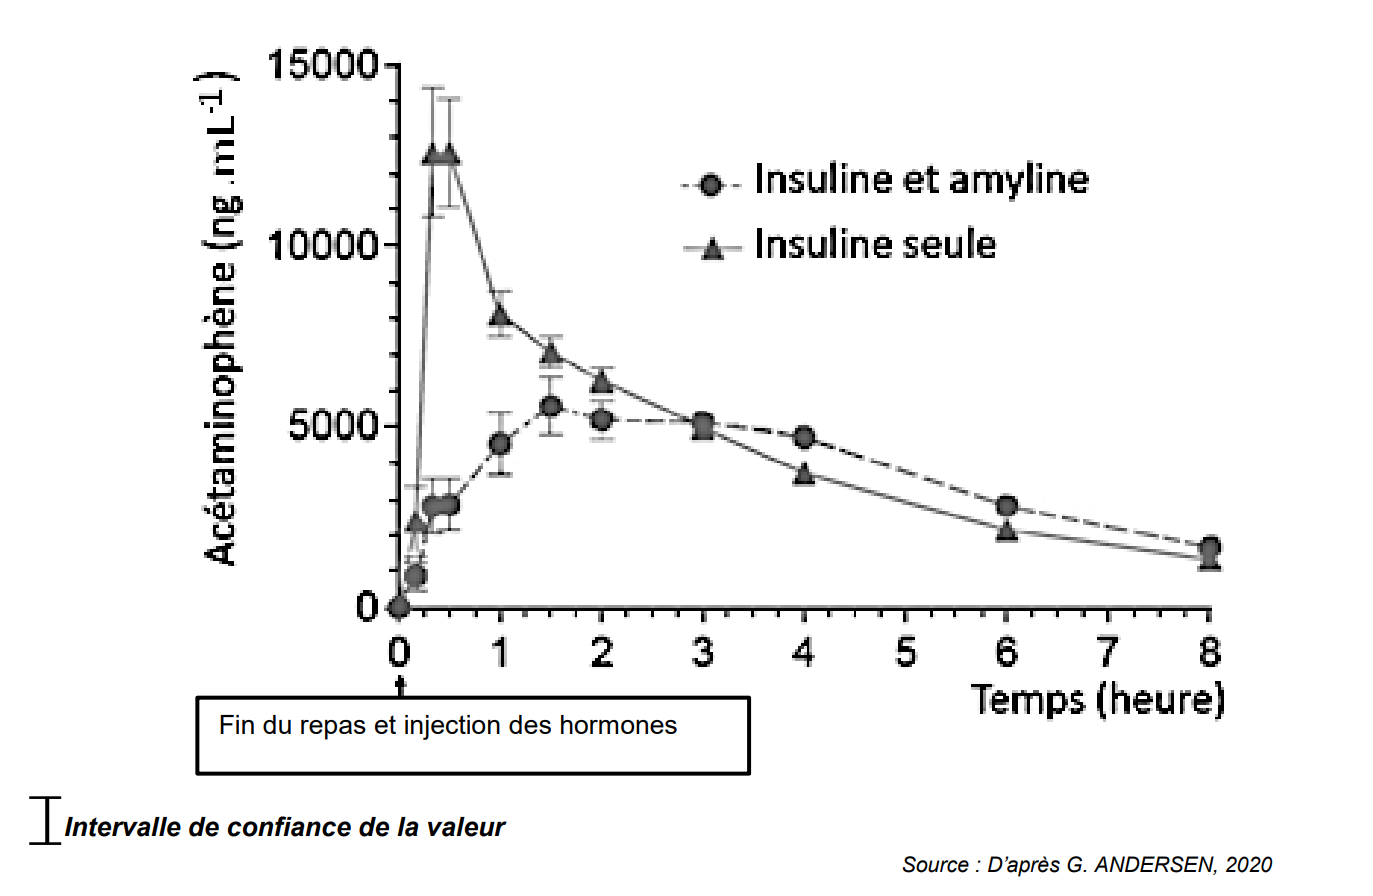 Acétaminophène (ng .mL-1)
15000
10000
5000
0
Insuline et amyline
Insuline seule
0 1 2 3 4 5 6 7 8
Temps (heure)
Fin du repas et injection des hormones
Intervalle de confiance de la valeur
Source : D’après G. ANDERSEN, 2020